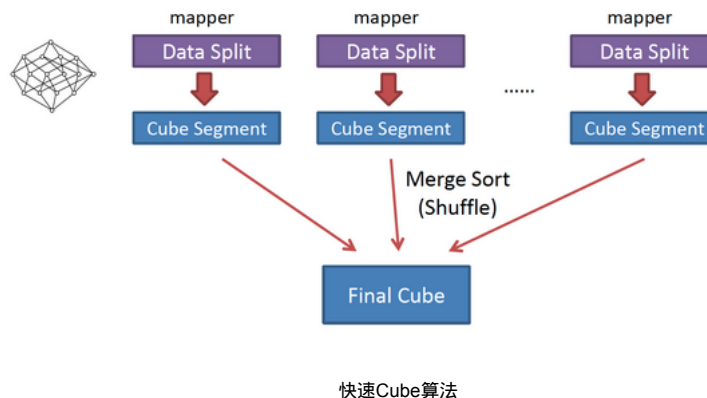 mapper mapper mapper
Data Split Data Split Data Split
......
Cube Segment Cube Segment Cube Segment
Merge Sort
(Shuffle)
Final Cube
快速Cube算法